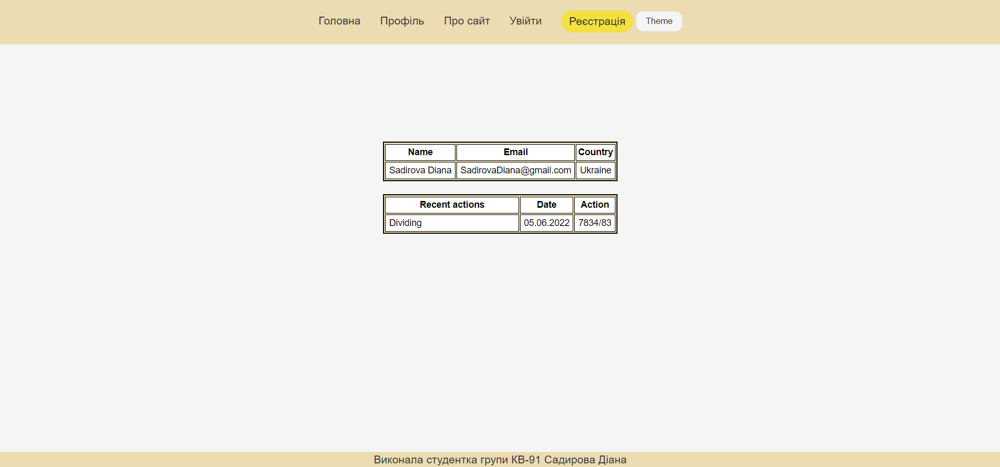 Головна Профіль Про сайт Увійти Реєстрація Theme
Name Email Country
Sadirova Diana SadirovaDiana@gmail.com Ukraine
Recent actions Date Action
Dividing 05.06.2022 7834/83
Виконала студентка групи КВ-91 Садирова Діана